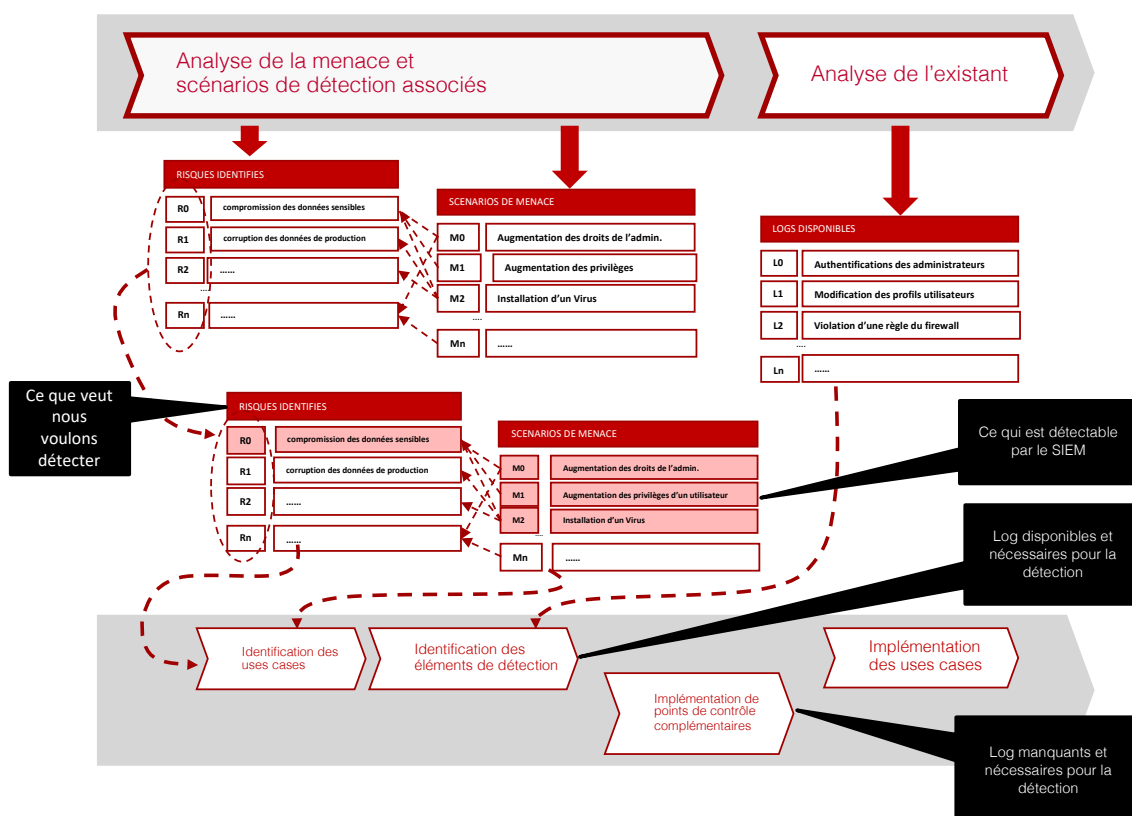 Analyse de la menace et
scénarios de détection associés
Analyse de l'existant
RISQUES IDENTIFIES
R0
compromission des données sensibles
R1
corruption des données de production
R2
......
....
Rn
......
SCENARIOS DE MENACE
M0
Augmentation des droits de l'admin.
M1
Augmentation des privilèges
M2
Installation d'un Virus
....
Mn
......
LOGS DISPONIBLES
L0
Authentifications des administrateurs
L1
Modification des profils utilisateurs
L2
Violation d'une règle du firewall
....
Ln
......
Ce que veut
nous
voulons
détecter
RISQUES IDENTIFIES
R0
compromission des données sensibles
R1
corruption des données de production
R2
......
Rn
......
SCENARIOS DE MENACE
M0
Augmentation des droits de l'admin.
M1
Augmentation des privilèges d'un utilisateur
M2
Installation d'un Virus
....
Mn
......
Ce qui est détectable
par le SIEM
Log disponibles et
nécessaires pour la
détection
Identification des
uses cases
Identification des
éléments de détection
Implémentation
des uses cases
Implémentation de
points de contrôle
complémentaires
Log manquants et
nécessaires pour la
détection